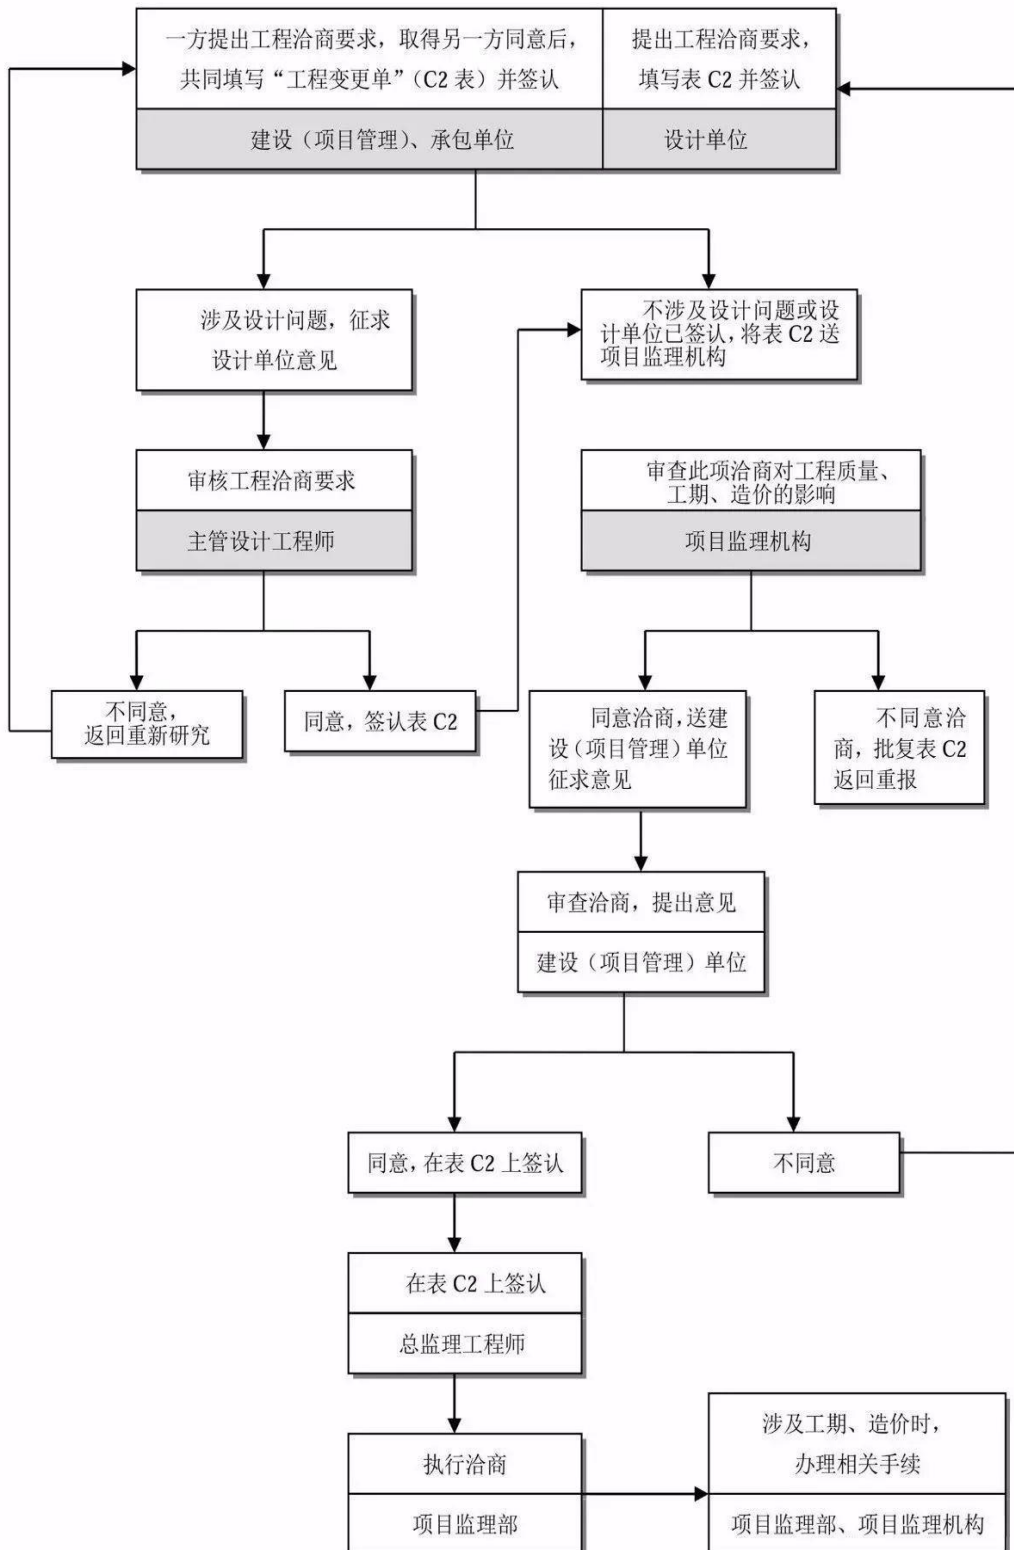 一方提出工程洽商要求，取得另一方同意后，
共同填写“工程变更单”（C2 表）并签认
提出工程洽商要求，
填写表 C2 并签认
建设（项目管理）、承包单位
设计单位
涉及设计问题，征求
设计单位意见
不涉及设计问题或设
计单位已签认，将表 C2 送
项目监理机构
审核工程洽商要求
主管设计工程师
审查此项洽商对工程质量、
工期、造价的影响
项目监理机构
不同意，
返回重新研究
同意，签认表 C2
同意洽商，送建
设（项目管理）单位
征求意见
不同意洽
商，批复表 C2
返回重报
审查洽商，提出意见
建设（项目管理）单位
同意，在表 C2 上签认
不同意
在表 C2 上签认
总监理工程师
执行洽商
项目监理部
涉及工期、造价时，
办理相关手续
项目监理部、项目监理机构